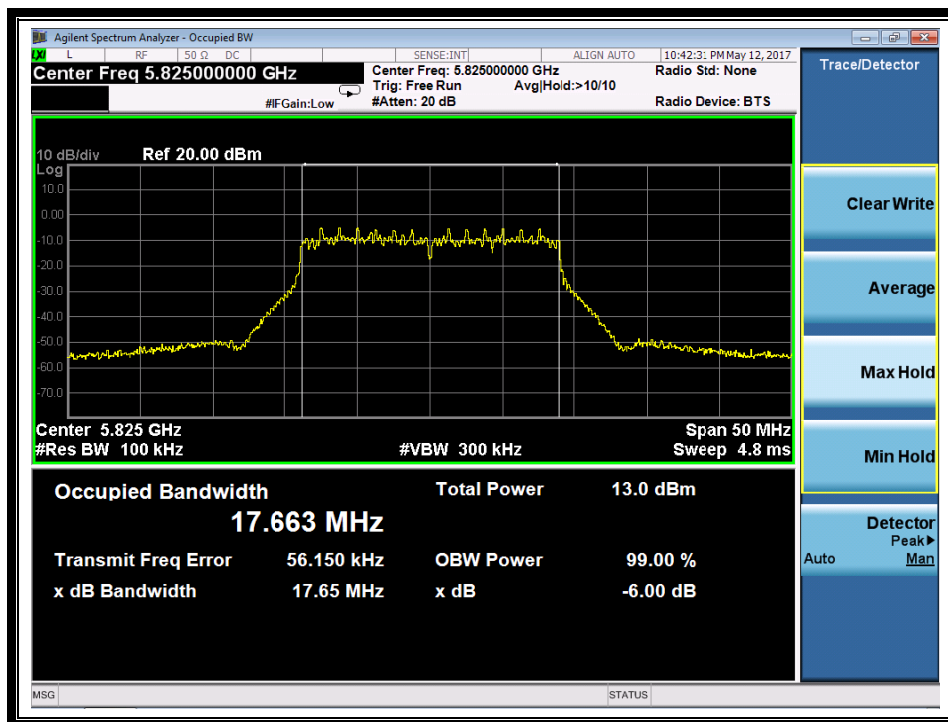 Agilent Spectrum Analyzer - Occupied BW
LXI L RF 50 Ω DC SENSE:INT ALIGN AUTO 10:42:31 PM May 12, 2017
Center Freq 5.825000000 GHz
Center Freq: 5.825000000 GHz Radio Std: None
Trig: Free Run Avg|Hold:>10/10
#IFGain:Low #Atten: 20 dB Radio Device: BTS
10 dB/div Ref 20.00 dBm
Log
10.0
0.00
-10.0
-20.0
-30.0
-40.0
-50.0
-60.0
-70.0
Center 5.825 GHz Span 50 MHz
#Res BW 100 kHz #VBW 300 kHz Sweep 4.8 ms
Occupied Bandwidth Total Power 13.0 dBm
17.663 MHz
Transmit Freq Error 56.150 kHz OBW Power 99.00 %
x dB Bandwidth 17.65 MHz x dB -6.00 dB
MSG STATUS
Trace/Detector
Clear Write
Average
Max Hold
Min Hold
Detector
Peak▶
Auto Man